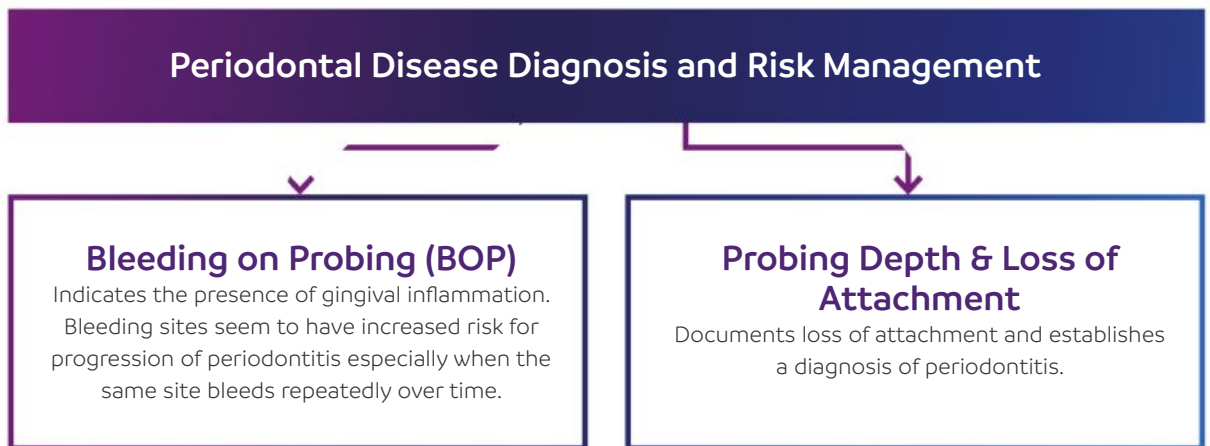 Periodontal Disease Diagnosis and Risk Management
Bleeding on Probing (BOP)
Indicates the presence of gingival inflammation.
Bleeding sites seem to have increased risk for
progression of periodontitis especially when the
same site bleeds repeatedly over time.
Probing Depth & Loss of
Attachment
Documents loss of attachment and establishes
a diagnosis of periodontitis.